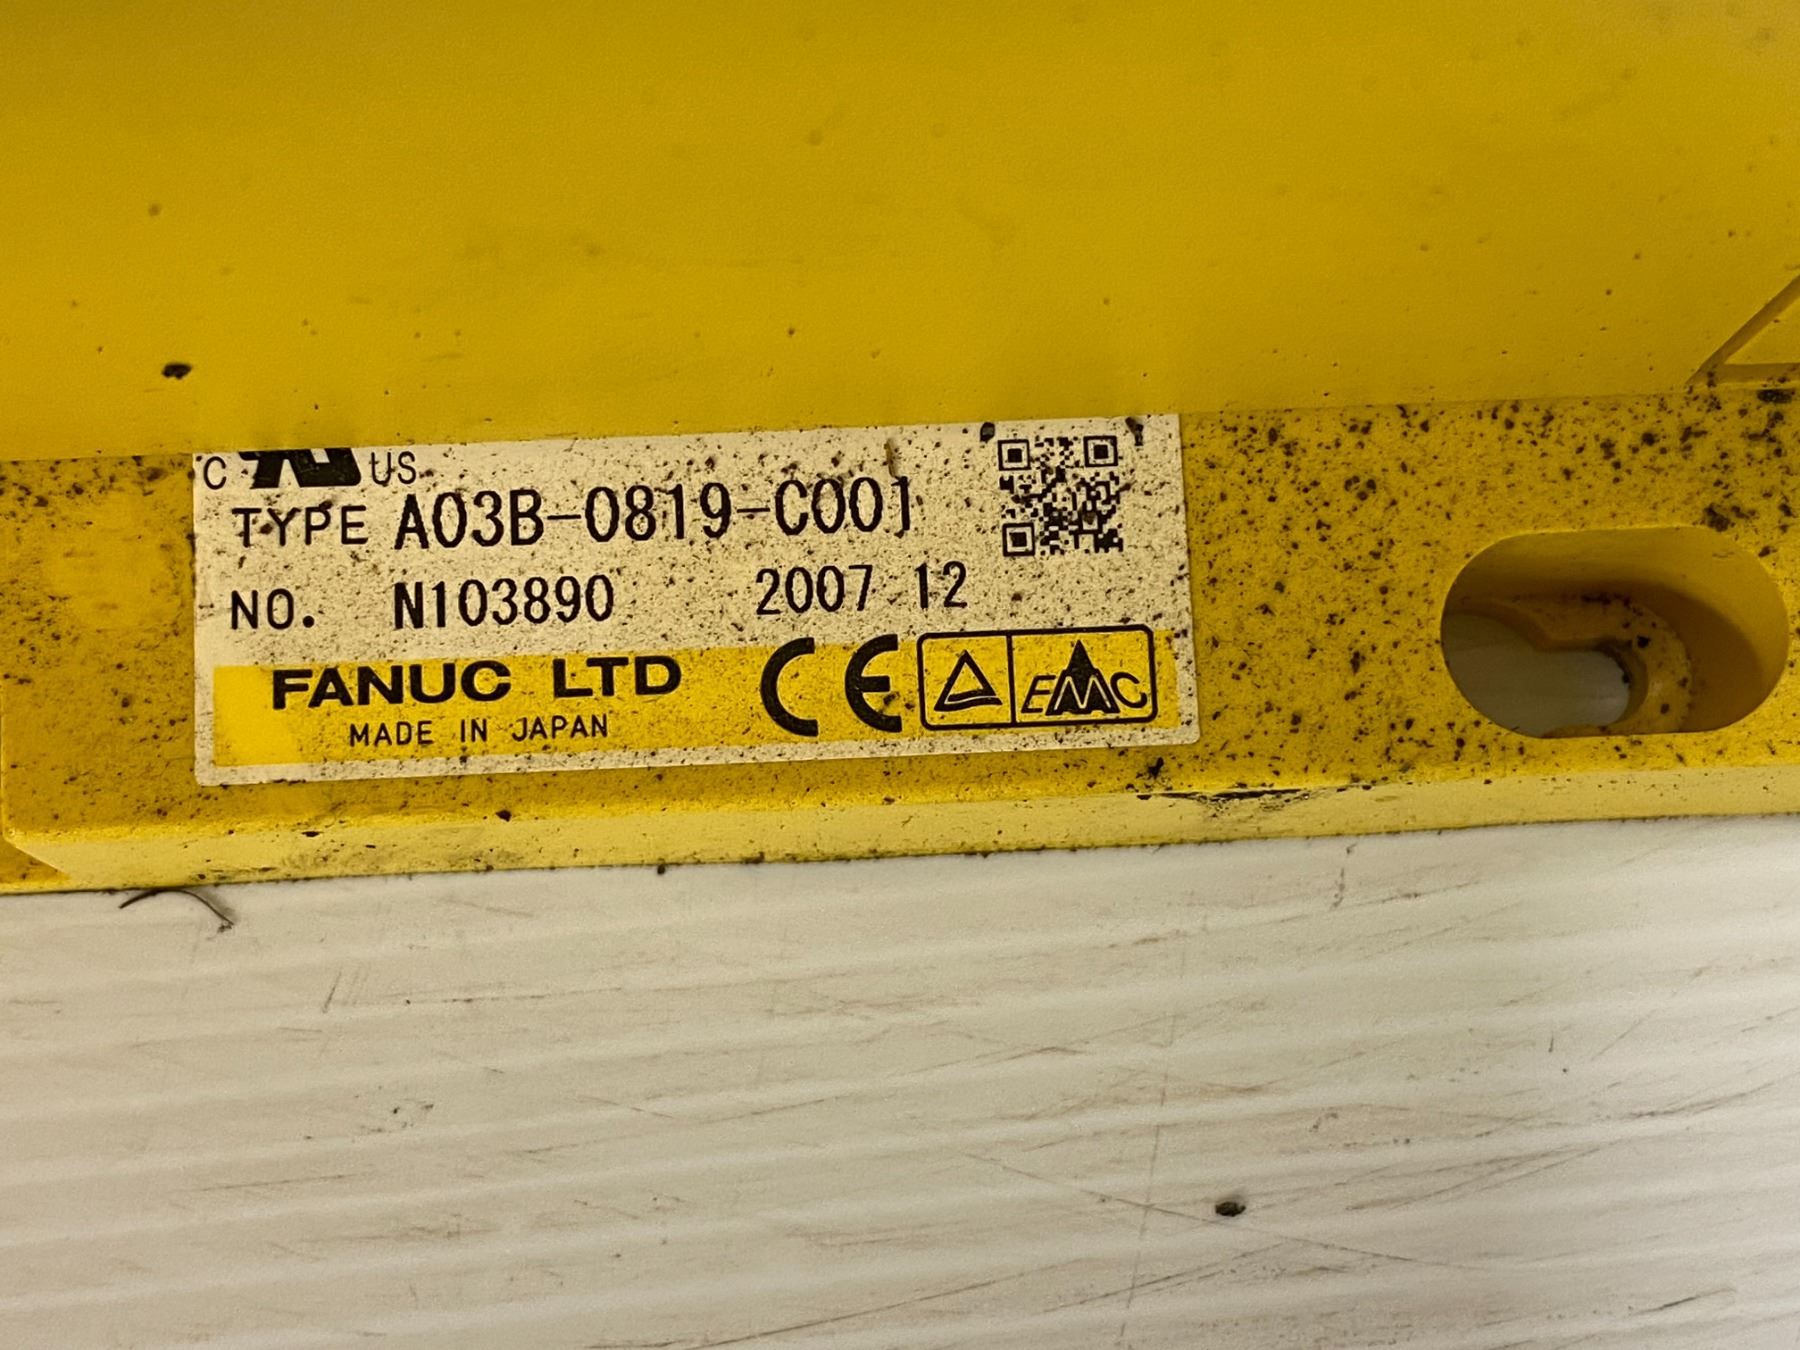 C US
TYPE A03B-0819-C001
NO. N103890 2007.12
FANUC LTD CE EMC
MADE IN JAPAN